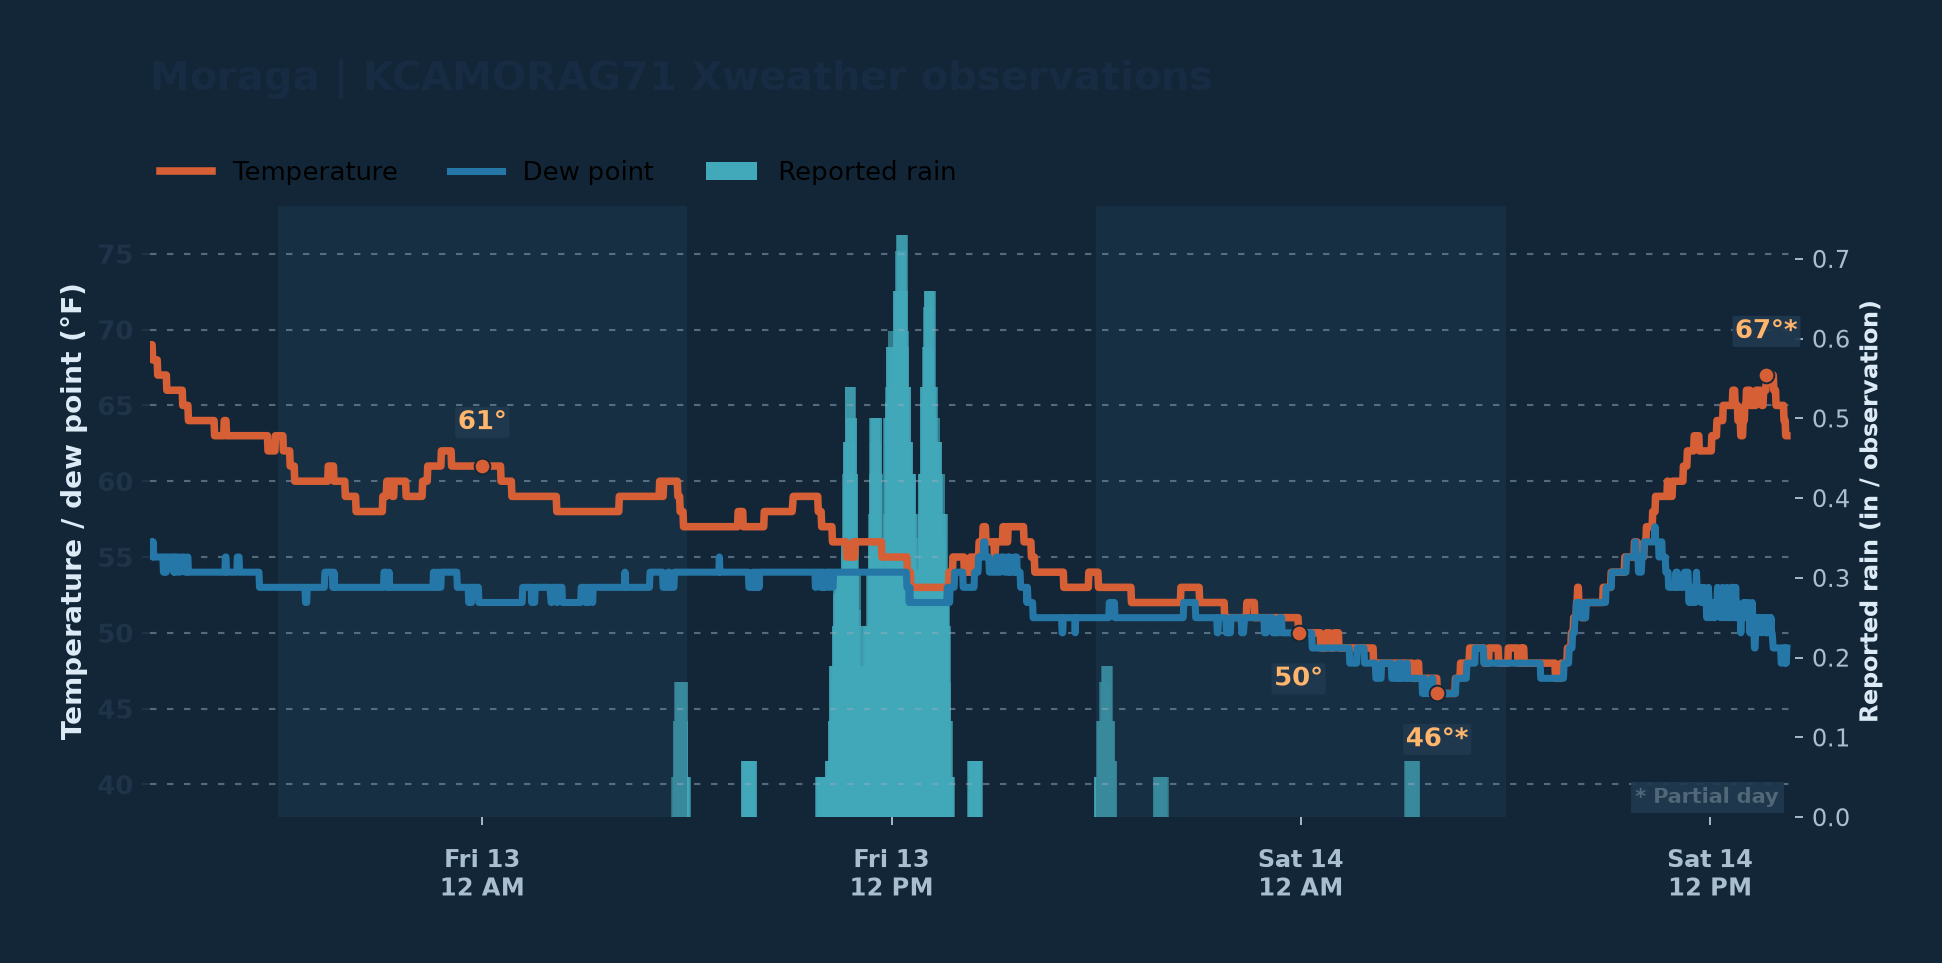 Moraga | KCAMORAG71 Xweather observations
Temperature
Dew point
Reported rain
Temperature / dew point (°F)
75
70
65
60
55
50
45
40
61°
50°
46°*
67°*
* Partial day
0.7
0.6
0.5
0.4
0.3
0.2
0.1
0.0
Reported rain (in / observation)
Fri 13
12 AM
Fri 13
12 PM
Sat 14
12 AM
Sat 14
12 PM